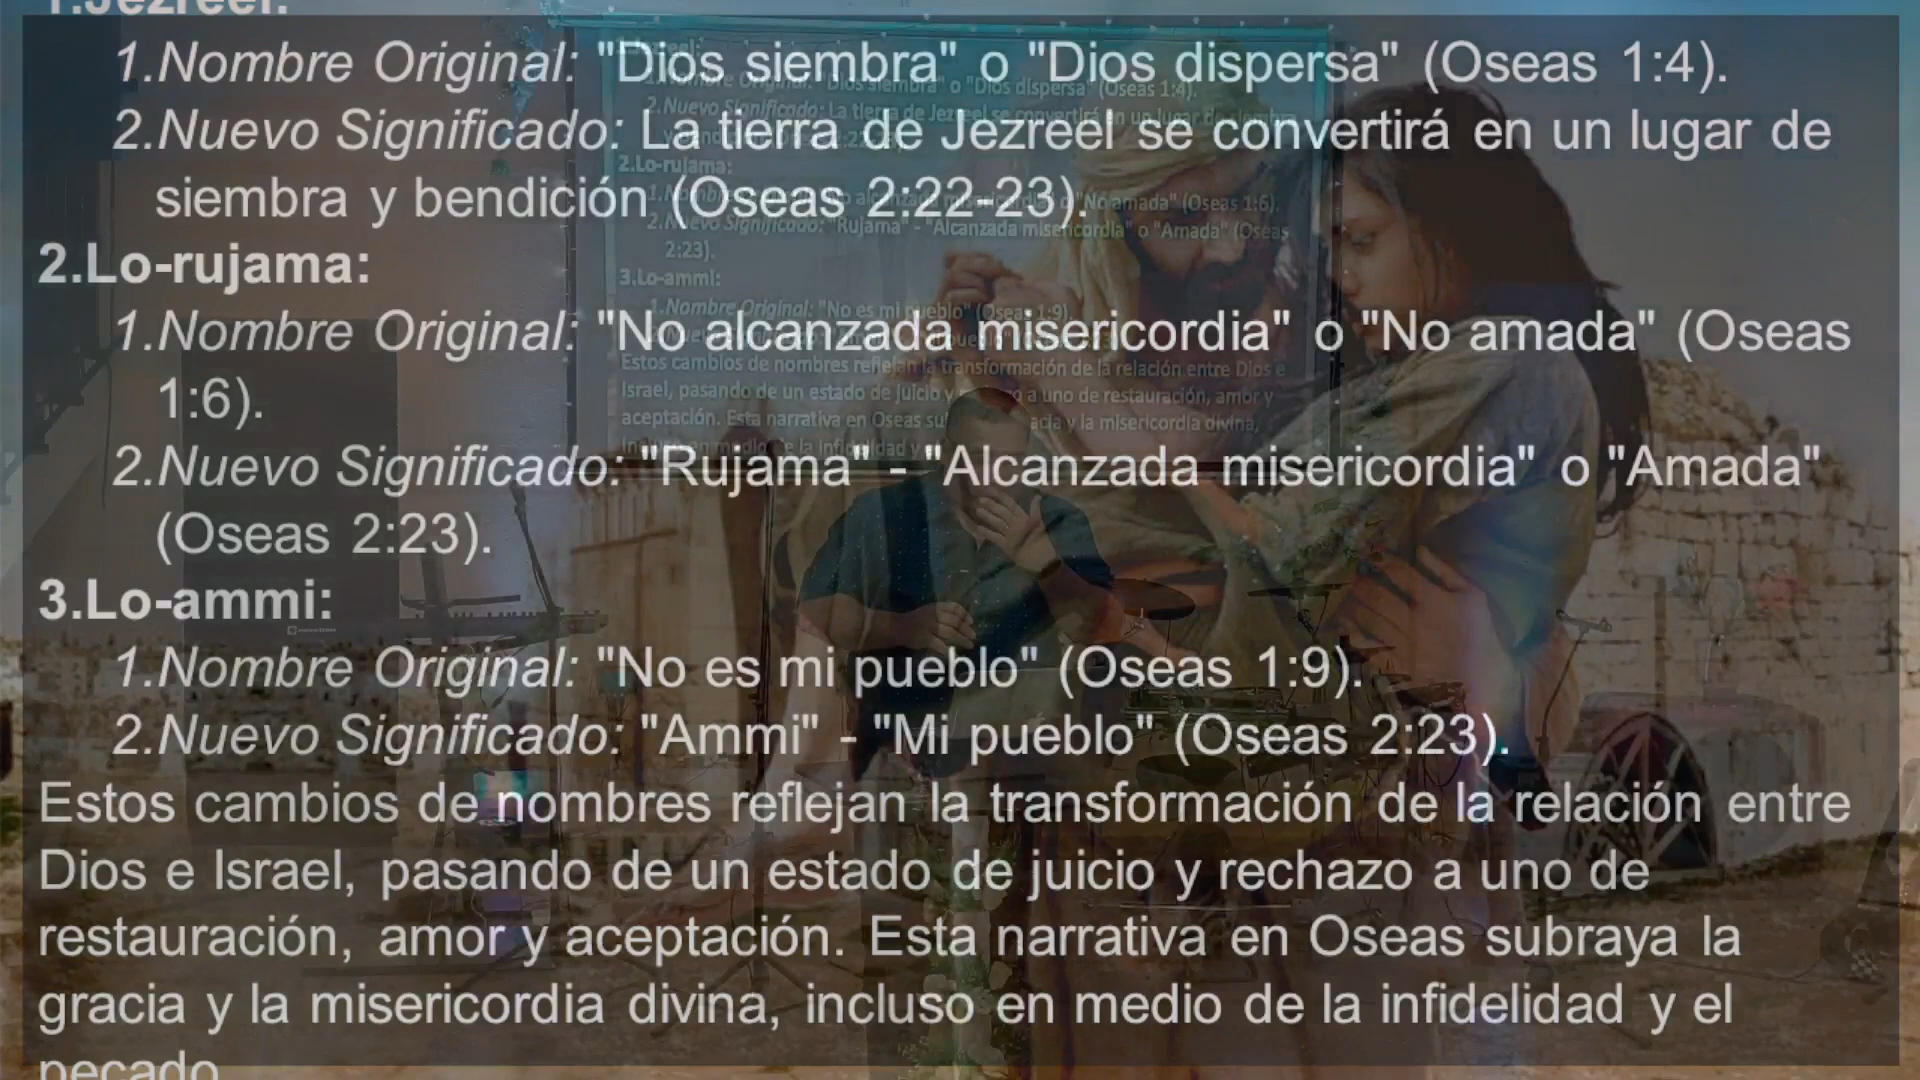 1.Jezreel:
1.Nombre Original: "Dios siembra" o "Dios dispersa" (Oseas 1:4).
2.Nuevo Significado: La tierra de Jezreel se convertirá en un lugar de
siembra y bendición (Oseas 2:22-23).
2.Lo-rujama:
1.Nombre Original: "No alcanzada misericordia" o "No amada" (Oseas
1:6).
2.Nuevo Significado: "Rujama" - "Alcanzada misericordia" o "Amada"
(Oseas 2:23).
3.Lo-ammi:
1.Nombre Original: "No es mi pueblo" (Oseas 1:9).
2.Nuevo Significado: "Ammi" - "Mi pueblo" (Oseas 2:23).
Estos cambios de nombres reflejan la transformación de la relación entre
Dios e Israel, pasando de un estado de juicio y rechazo a uno de
restauración, amor y aceptación. Esta narrativa en Oseas subraya la
gracia y la misericordia divina, incluso en medio de la infidelidad y el
pecado